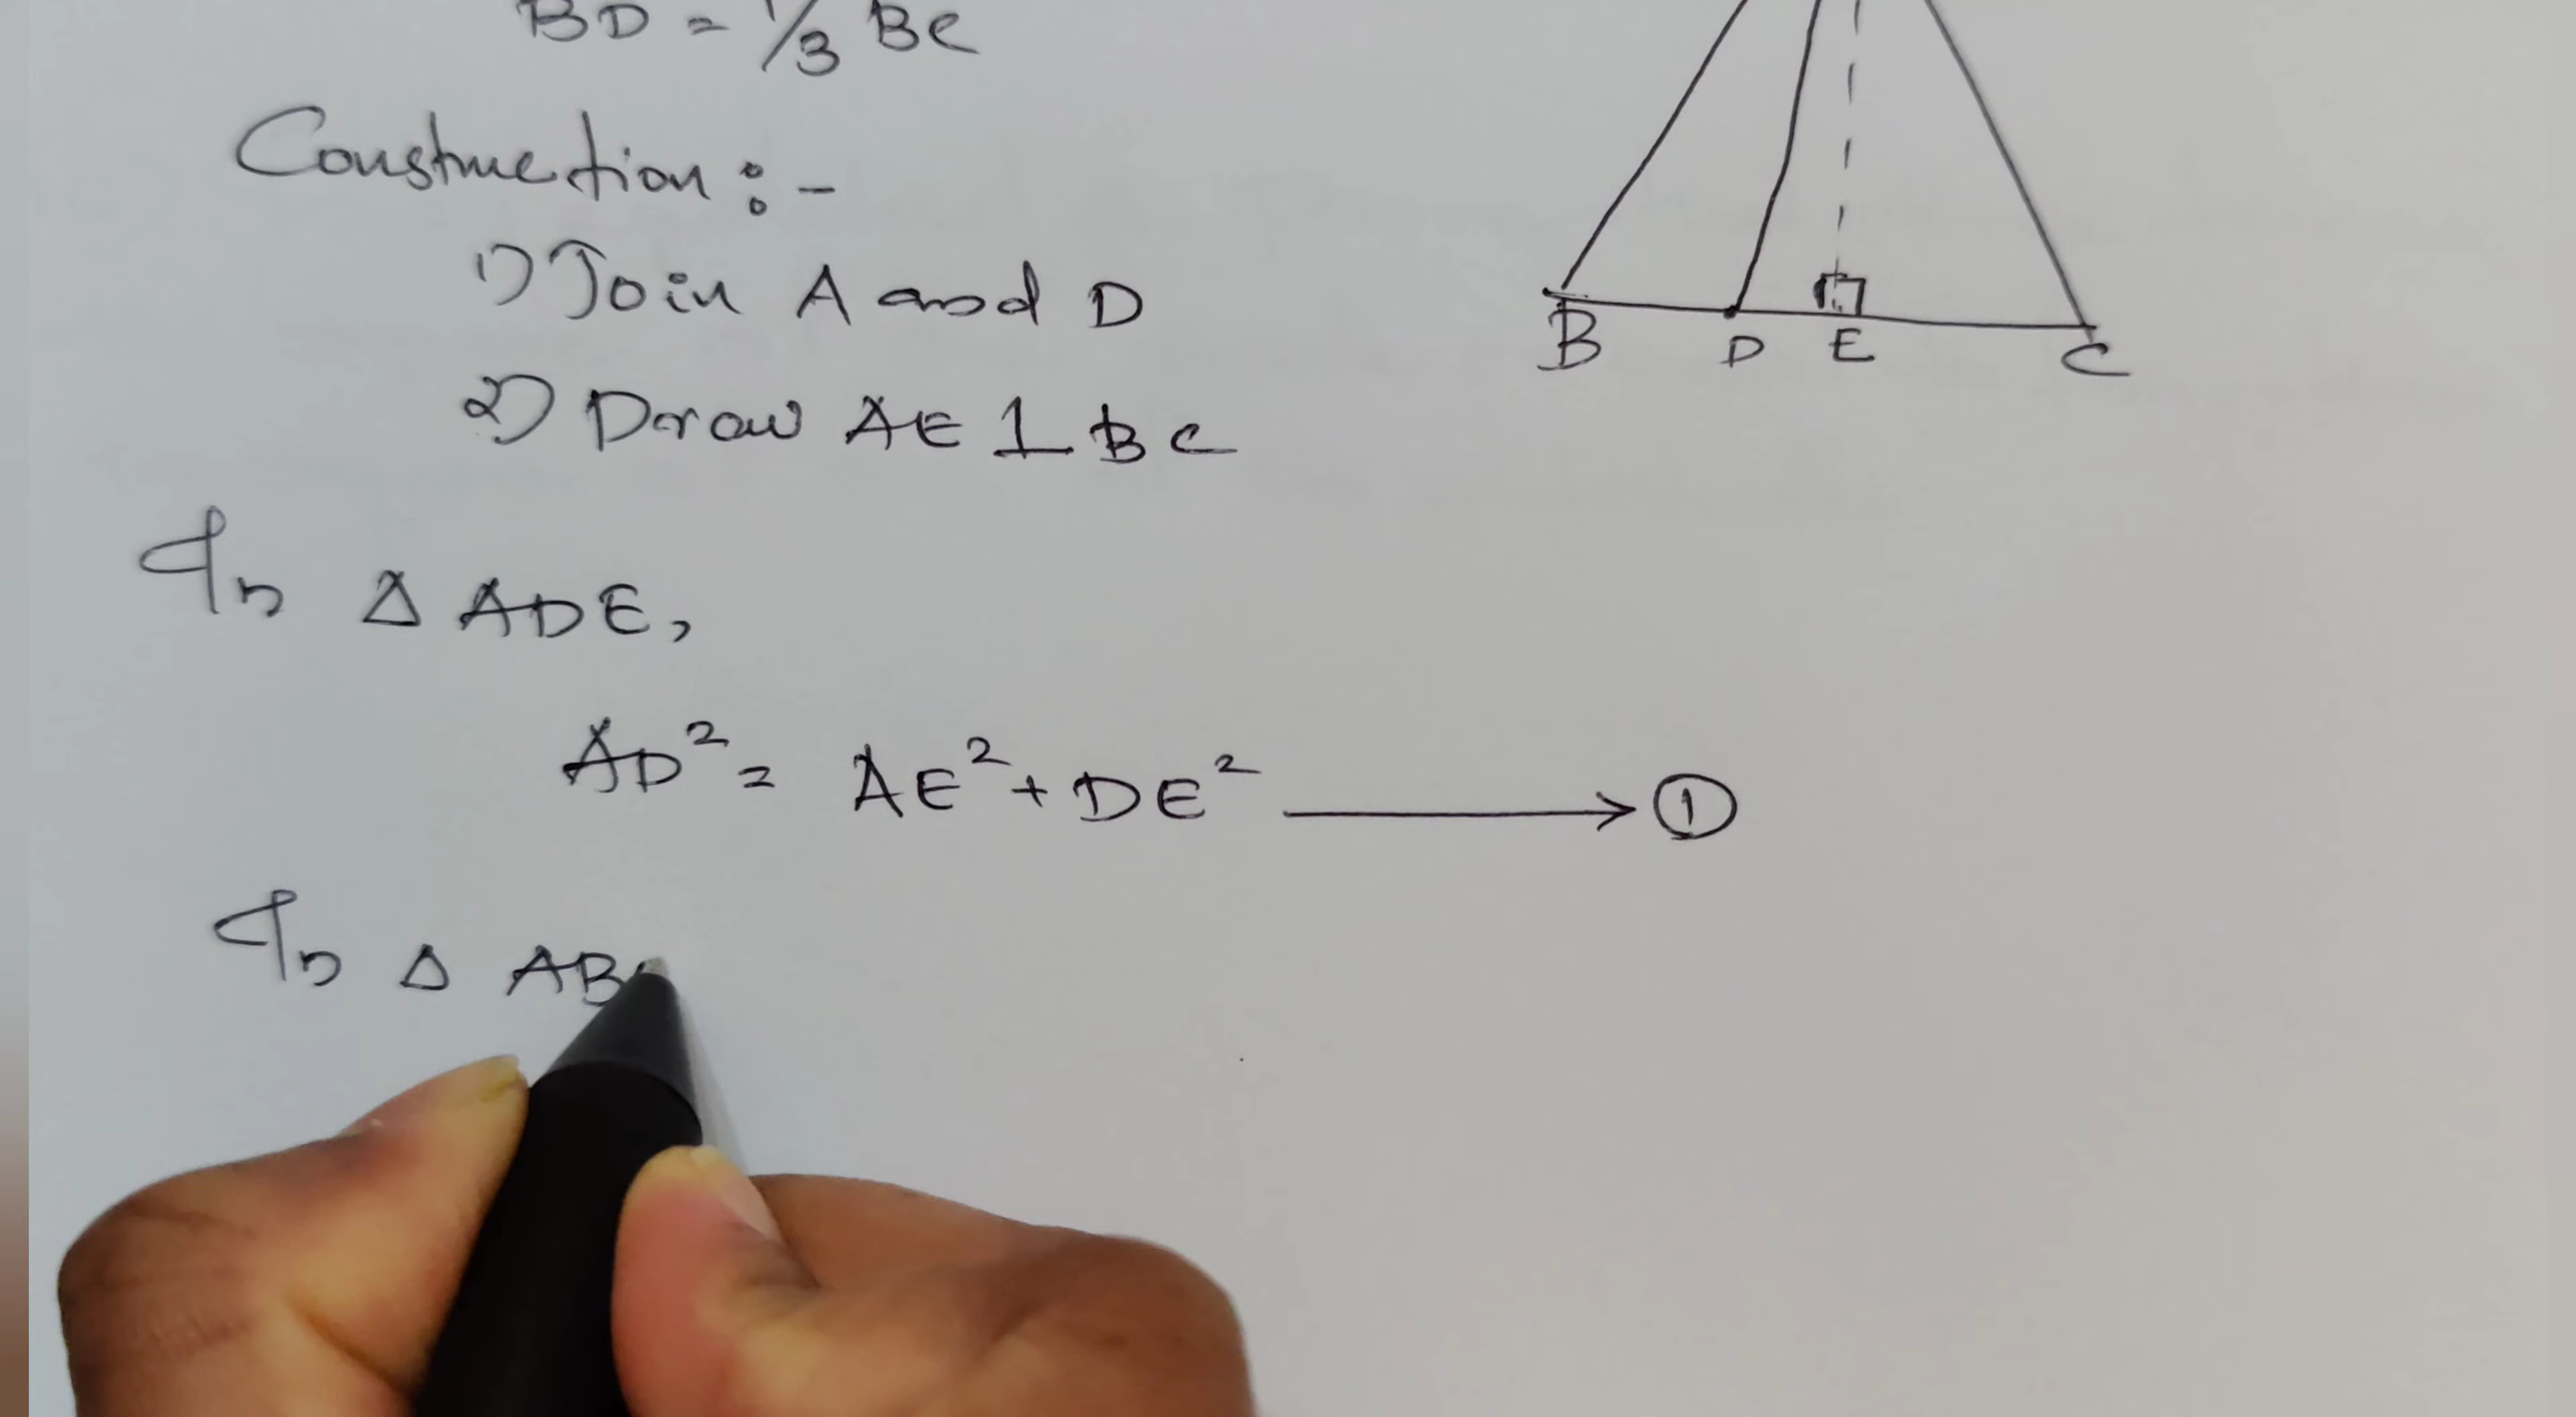 BD = 1/3 BC
Construction :-
1) Join A and D
2) Draw AE ⊥ BC
B D E C
In Δ ADE,
AD² = AE² + DE² ⟶ ①
In Δ AB